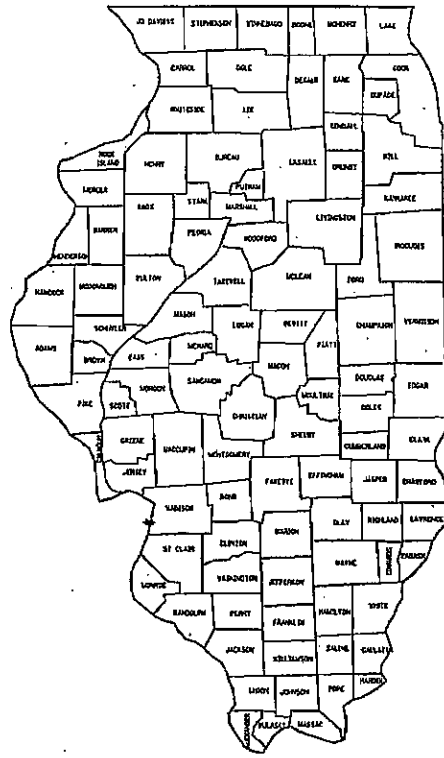 JO DAVIESS STEPHENSON WINNEBAGO BOONE MCHENRY LAKE
CARROL OGLE DEKALB KANE COOK
DUPAGE
WHITESIDE LEE
KENDALL
ROCK ISLAND HENRY BUREAU LASALLE GRUNDY WILL
MERCER PUTNAM KANKAKEE
KNOX STARK MARSHALL
WARREN PEORIA LIVINGSTON
HENDERSON WOODFORD IROQUOIS
HANCOCK MCDONOUGH FULTON TAZEWELL MCLEAN FORD
MASON
SCHUYLER LOGAN DEWITT CHAMPAIGN VERMILION
ADAMS BROWN CASS MENARD PIATT
MACON
PIKE SCOTT MORGAN SANGAMON DOUGLAS EDGAR
MOULTRIE COLES
CHRISTIAN
GREENE MACOUPIN SHELBY CUMBERLAND CLARK
CALHOUN JERSEY MONTGOMERY
FAYETTE EFFINGHAM JASPER CRAWFORD
MADISON BOND
CLAY RICHLAND LAWRENCE
MARION
ST CLAIR CLINTON WAYNE EDWARDS WABASH
WASHINGTON JEFFERSON
MONROE
RANDOLPH PERRY HAMILTON WHITE
FRANKLIN
JACKSON WILLIAMSON SALINE GALLATIN
UNION JOHNSON POPE HARDIN
ALEXANDER PULASKI MASSAC